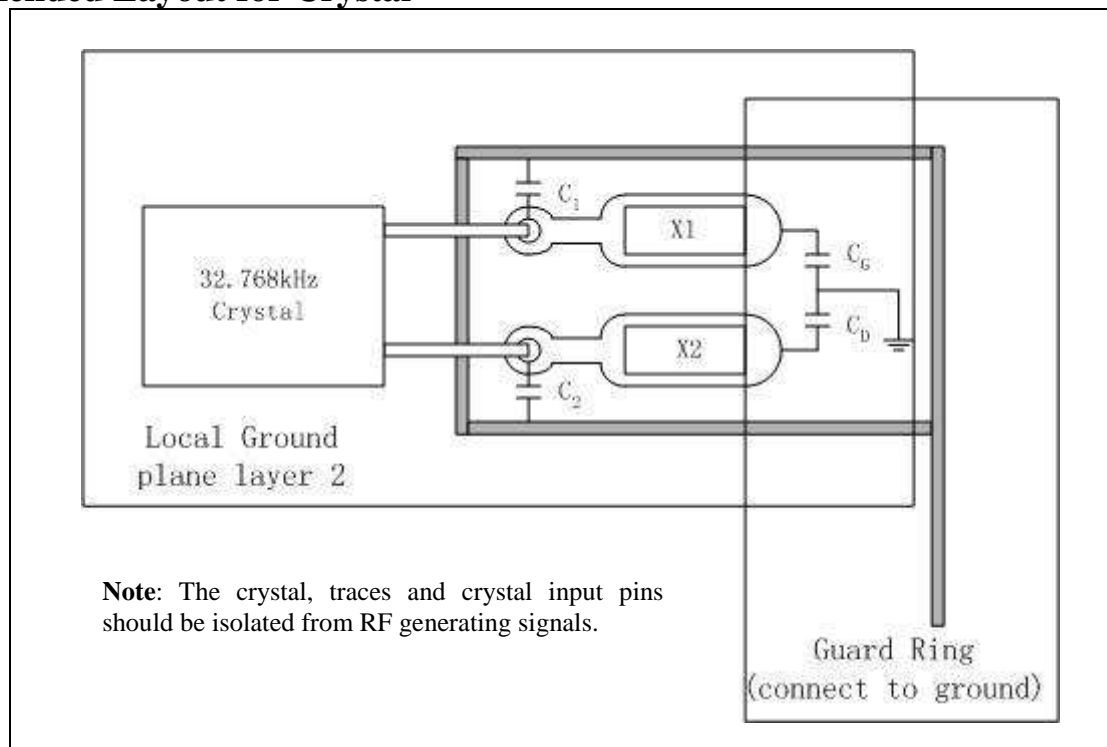 Layout for Crystal
C1
X1
CG
32.768kHz
Crystal
X2
CD
C2
Local Ground
plane layer 2
Note: The crystal, traces and crystal input pins
should be isolated from RF generating signals.
Guard Ring
(connect to ground)